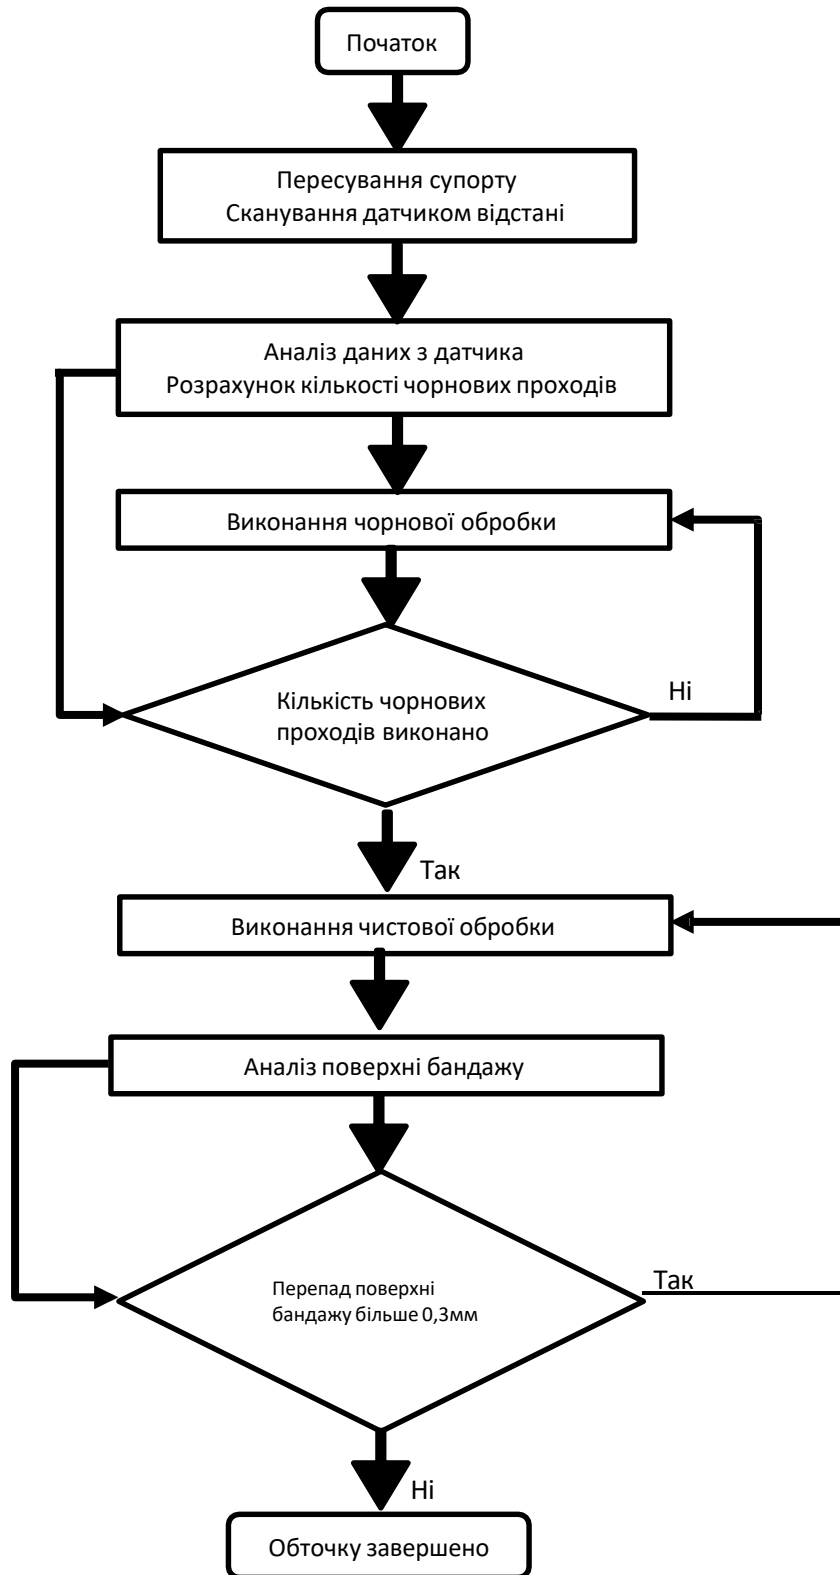 Початок
Пересування супорту
Сканування датчиком відстані
Аналіз даних з датчика
Розрахунок кількості чорнових проходів
Виконання чорнової обробки
Кількість чорнових
проходів виконано
Ні
Так
Виконання чистової обробки
Аналіз поверхні бандажу
Перепад поверхні
бандажу більше 0,3мм
Так
Ні
Обточку завершено